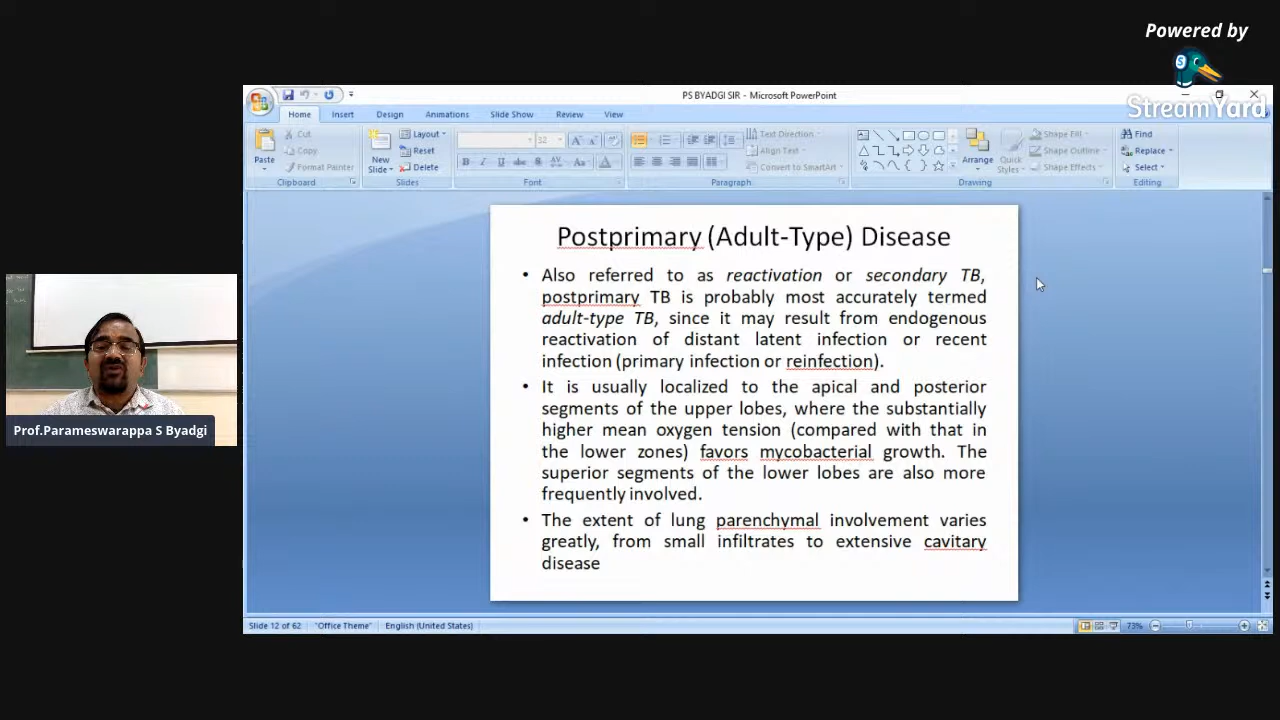 Powered by
StreamYard
PS BYADGI SIR - Microsoft PowerPoint
Home Insert Design Animations Slide Show Review View
Paste
Cut
Copy
Format Painter
Clipboard
New Slide
Layout
Reset
Delete
Slides
32
Font
Text Direction
Align Text
Convert to SmartArt
Paragraph
Arrange
Quick Styles
Shape Fill
Shape Outline
Shape Effects
Drawing
Find
Replace
Select
Editing
Postprimary (Adult-Type) Disease
• Also referred to as reactivation or secondary TB,
postprimary TB is probably most accurately termed
adult-type TB, since it may result from endogenous
reactivation of distant latent infection or recent
infection (primary infection or reinfection).
• It is usually localized to the apical and posterior
segments of the upper lobes, where the substantially
higher mean oxygen tension (compared with that in
the lower zones) favors mycobacterial growth. The
superior segments of the lower lobes are also more
frequently involved.
• The extent of lung parenchymal involvement varies
greatly, from small infiltrates to extensive cavitary
disease
Prof.Parameswarappa S Byadgi
Slide 12 of 62 "Office Theme" English (United States) 73%